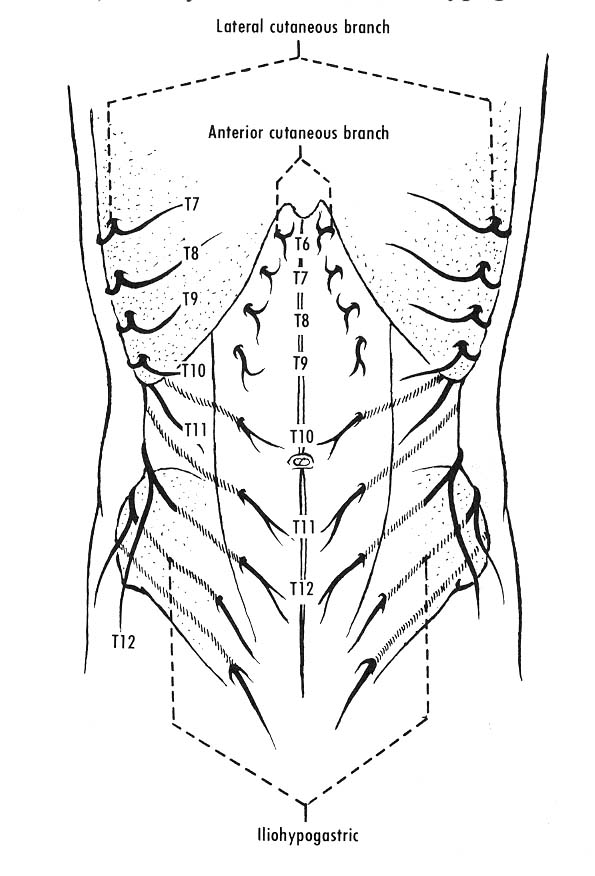 Lateral cutaneous branch
Anterior cutaneous branch
T7
T6
T8
T7
T9
T8
T9
T10
T11
T10
T11
T12
T12
Iliohypogastric